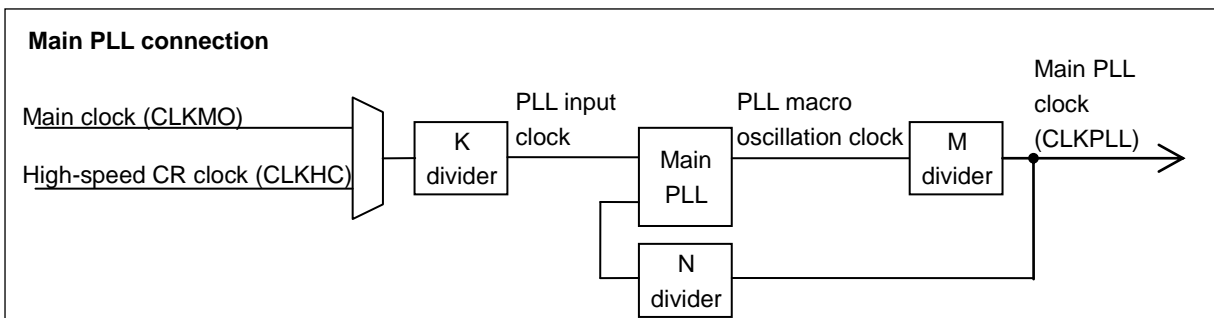 Main PLL connection
Main clock (CLKMO)
High-speed CR clock (CLKHC)
K
divider
PLL input
clock
Main
PLL
N
divider
PLL macro
oscillation clock
M
divider
Main PLL
clock
(CLKPLL)